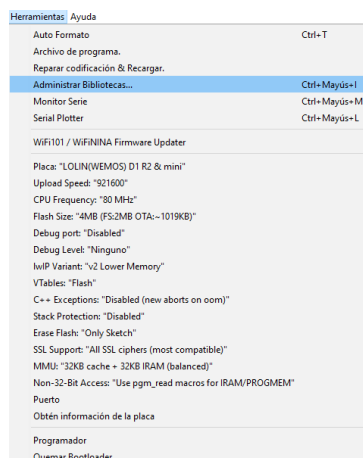 Herramientas Ayuda
Auto Formato Ctrl+T
Archivo de programa.
Reparar codificación & Recargar.
Administrar Bibliotecas... Ctrl+Mayús+I
Monitor Serie Ctrl+Mayús+M
Serial Plotter Ctrl+Mayús+L
WiFi101 / WiFiNINA Firmware Updater
Placa: "LOLIN(WEMOS) D1 R2 & mini"
Upload Speed: "921600"
CPU Frequency: "80 MHz"
Flash Size: "4MB (FS:2MB OTA:~1019KB)"
Debug port: "Disabled"
Debug Level: "Ninguno"
lwIP Variant: "v2 Lower Memory"
VTables: "Flash"
C++ Exceptions: "Disabled (new aborts on oom)"
Stack Protection: "Disabled"
Erase Flash: "Only Sketch"
SSL Support: "All SSL ciphers (most compatible)"
MMU: "32KB cache + 32KB IRAM (balanced)"
Non-32-Bit Access: "Use pgm_read macros for IRAM/PROGMEM"
Puerto
Obtén información de la placa
Programador
Quemar Bootloader